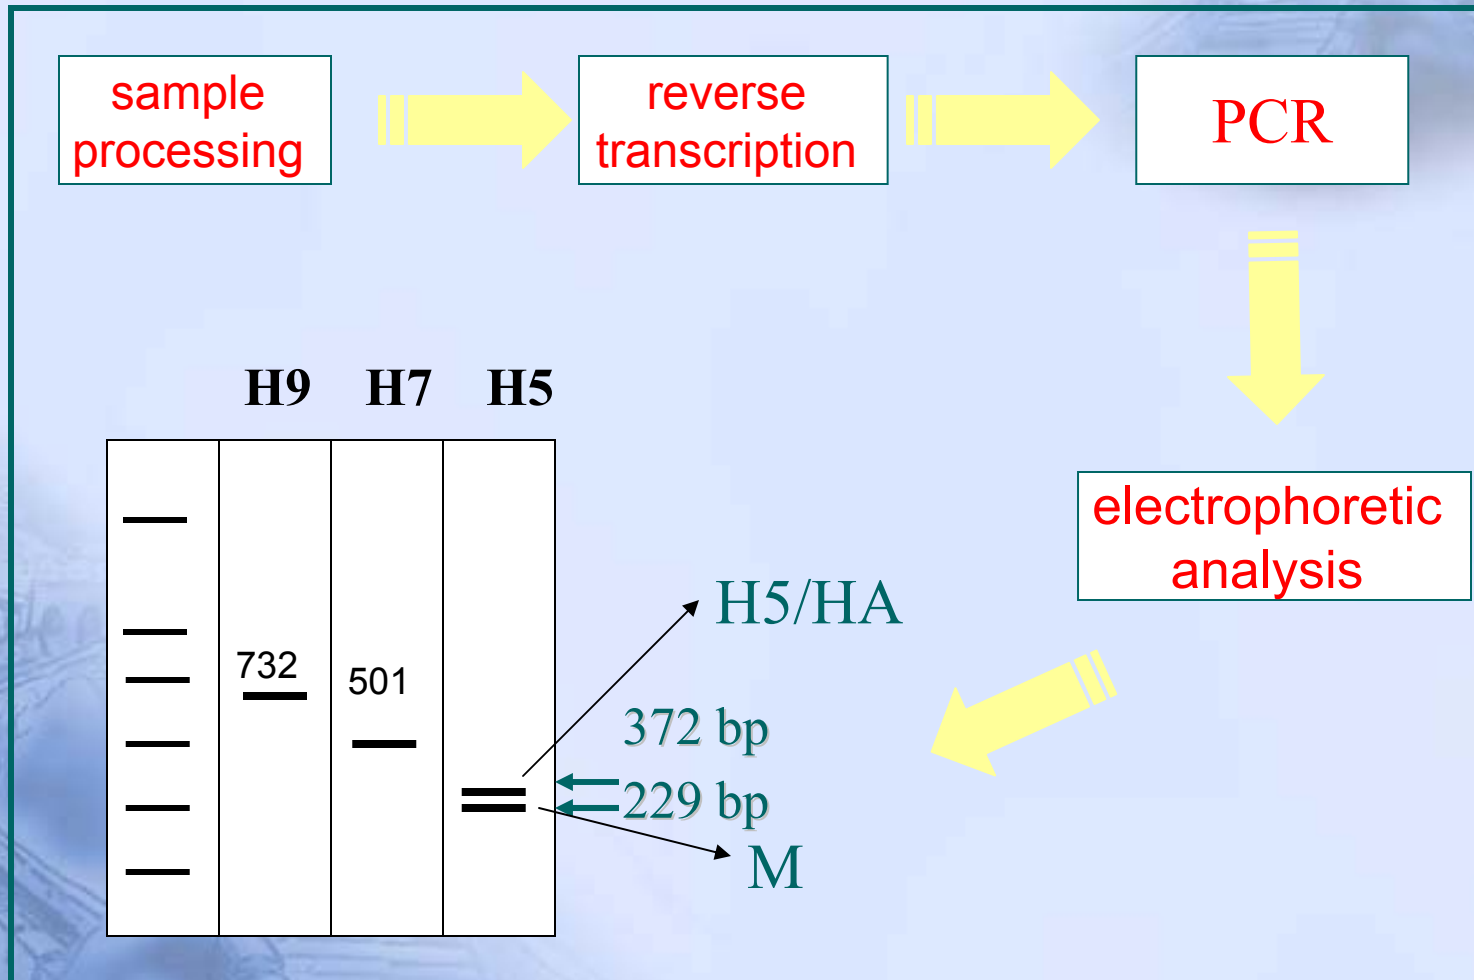 sample
processing
reverse
transcription
PCR
electrophoretic
analysis
H9 H7 H5
732
501
H5/HA
372 bp
229 bp
M